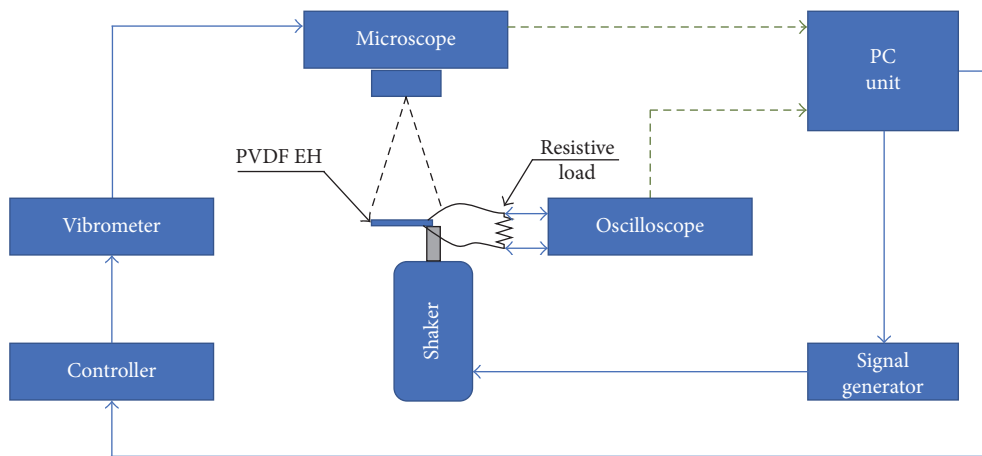 Microscope
PC
unit
PVDF EH
Resistive
load
Vibrometer
Oscilloscope
Shaker
Controller
Signal
generator